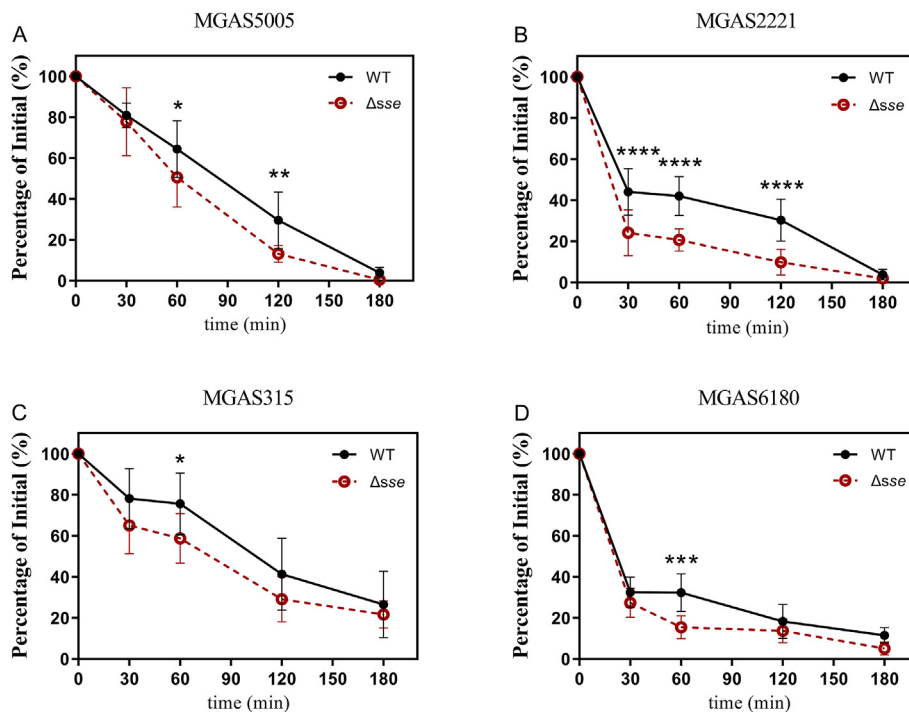 A
MGAS5005
Percentage of Initial (%)
100
80
60
40
20
0
WT
Δsse
*
**
0 30 60 90 120 150 180
time (min)
B
MGAS2221
Percentage of Initial (%)
100
80
60
40
20
0
WT
Δsse
**** **** ****
0 30 60 90 120 150 180
time (min)
C
MGAS315
Percentage of Initial (%)
100
80
60
40
20
0
WT
Δsse
*
0 30 60 90 120 150 180
time (min)
D
MGAS6180
Percentage of Initial (%)
100
80
60
40
20
0
WT
Δsse
***
0 30 60 90 120 150 180
time (min)